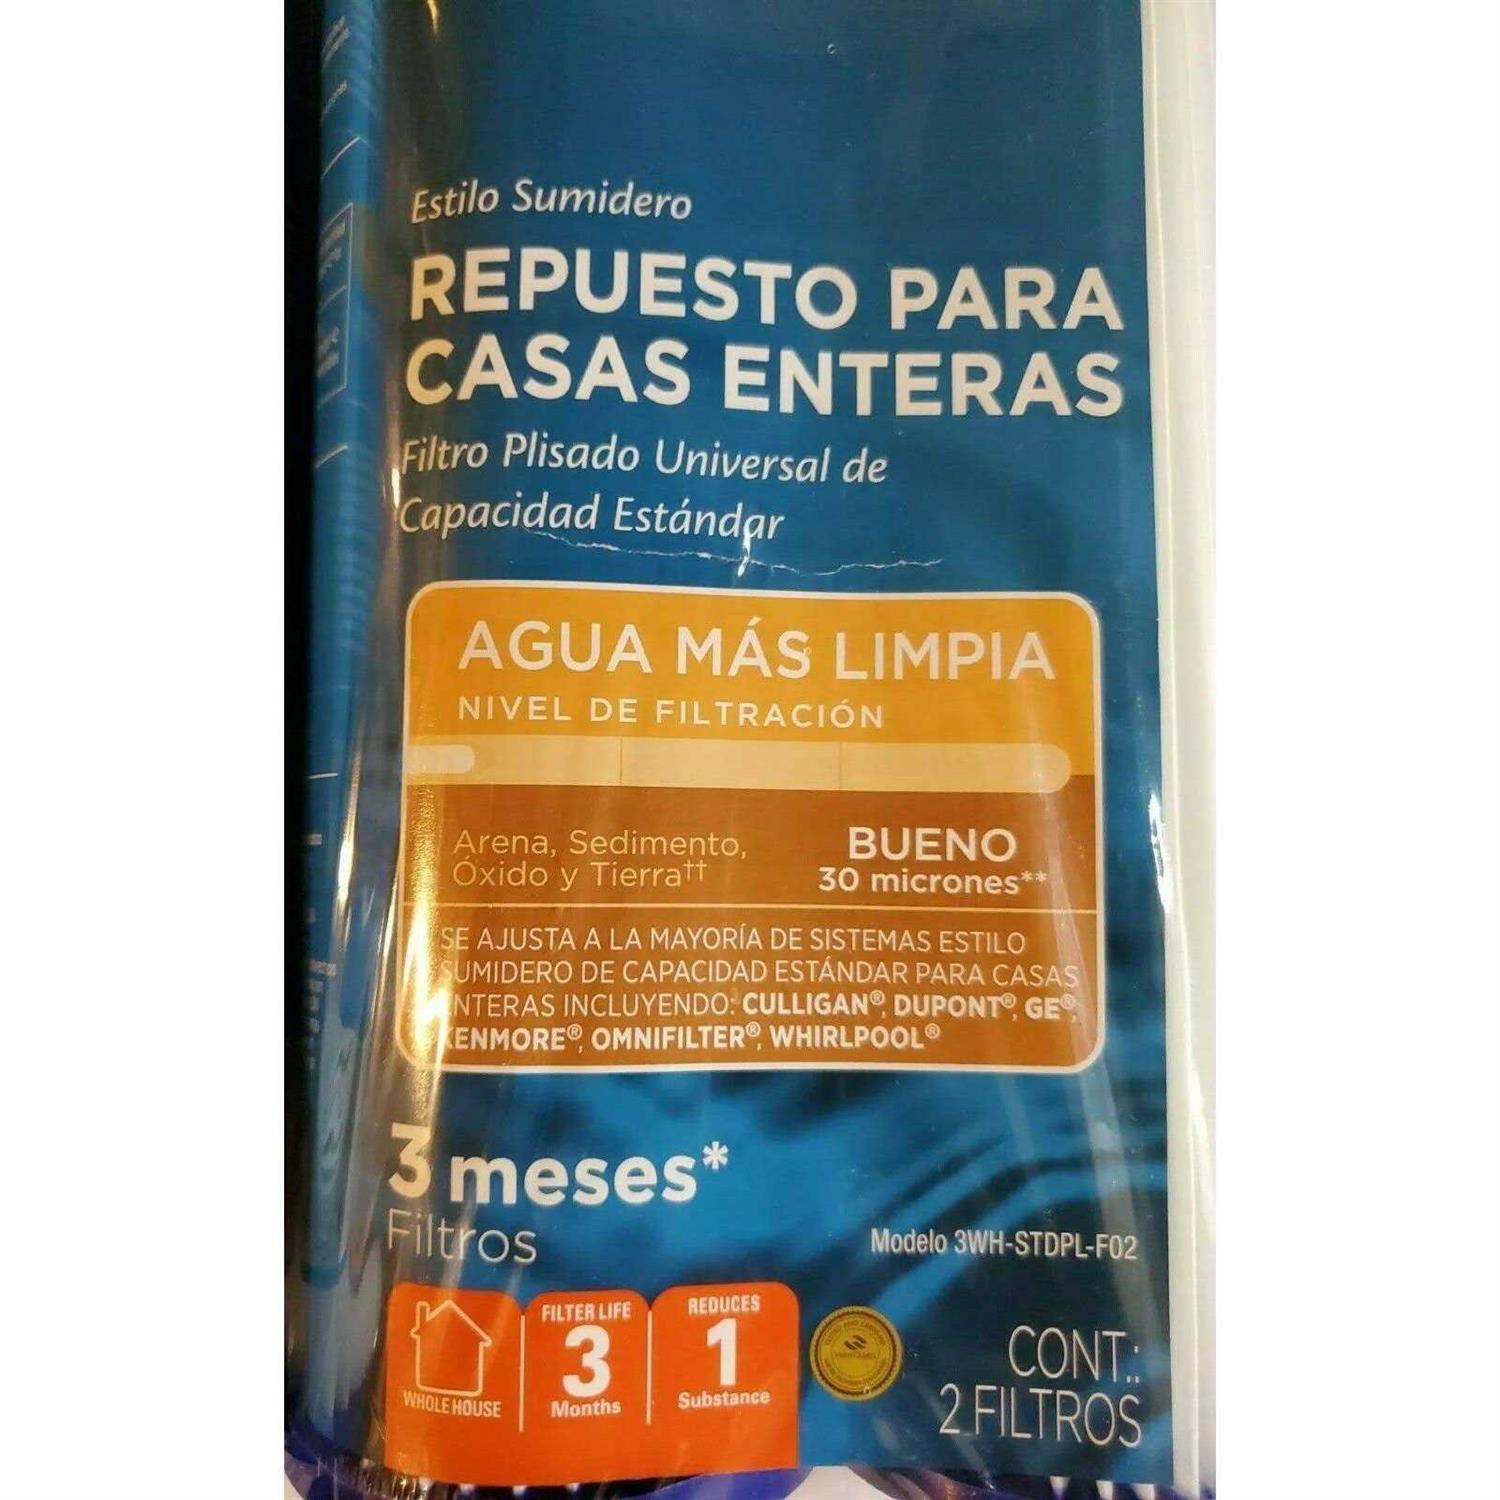 Estilo Sumidero
REPUESTO PARA
CASAS ENTERAS
Filtro Plisado Universal de
Capacidad Estándar
AGUA MÁS LIMPIA
NIVEL DE FILTRACIÓN
Arena, Sedimento,
Óxido y Tierra††
BUENO
30 micrones**
SE AJUSTA A LA MAYORÍA DE SISTEMAS ESTILO
SUMIDERO DE CAPACIDAD ESTÁNDAR PARA CASAS
ENTERAS INCLUYENDO: CULLIGAN®, DUPONT®, GE®,
KENMORE®, OMNIFILTER®, WHIRLPOOL®
3 meses*
Filtros
Modelo 3WH-STDPL-F02
WHOLE HOUSE
FILTER LIFE
3
Months
REDUCES
1
Substance
CONT.:
2 FILTROS